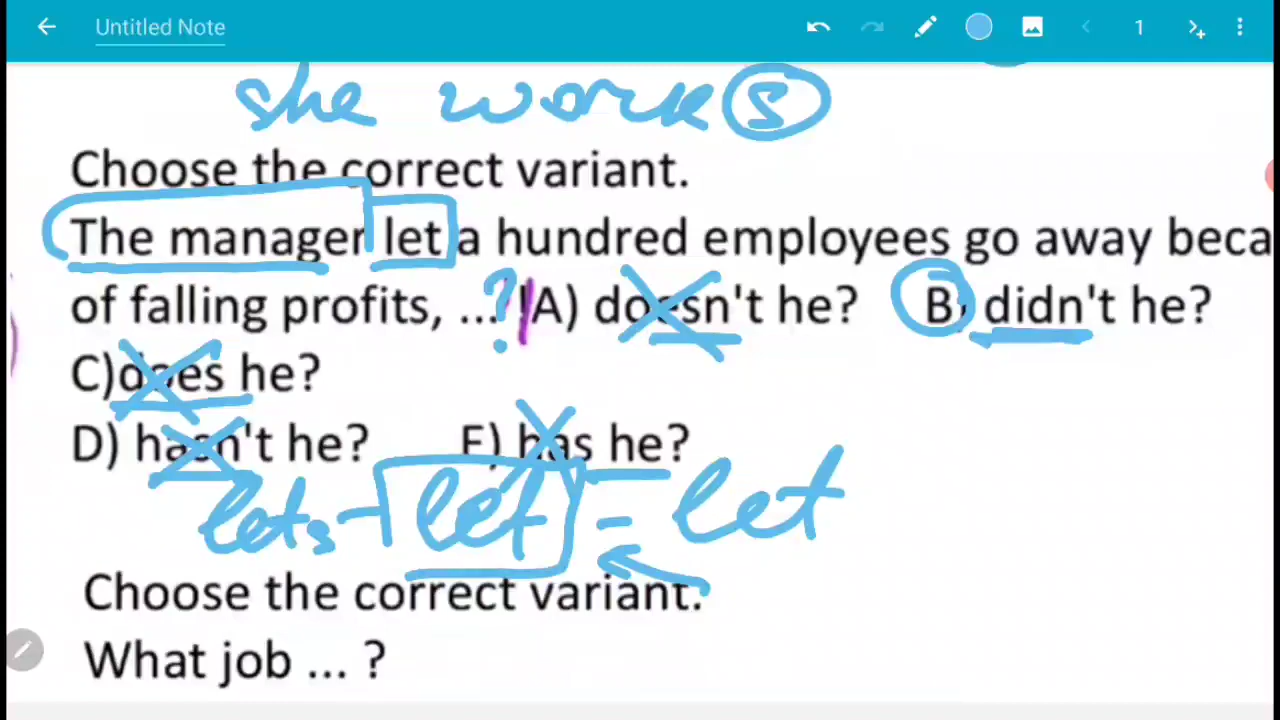 Untitled Note
1
she works
Choose the correct variant.
The manager let a hundred employees go away beca
of falling profits, ...? A) doesn't he? B) didn't he?
C)does he?
D) hasn't he? E) has he?
lets - let = let
Choose the correct variant.
What job ... ?